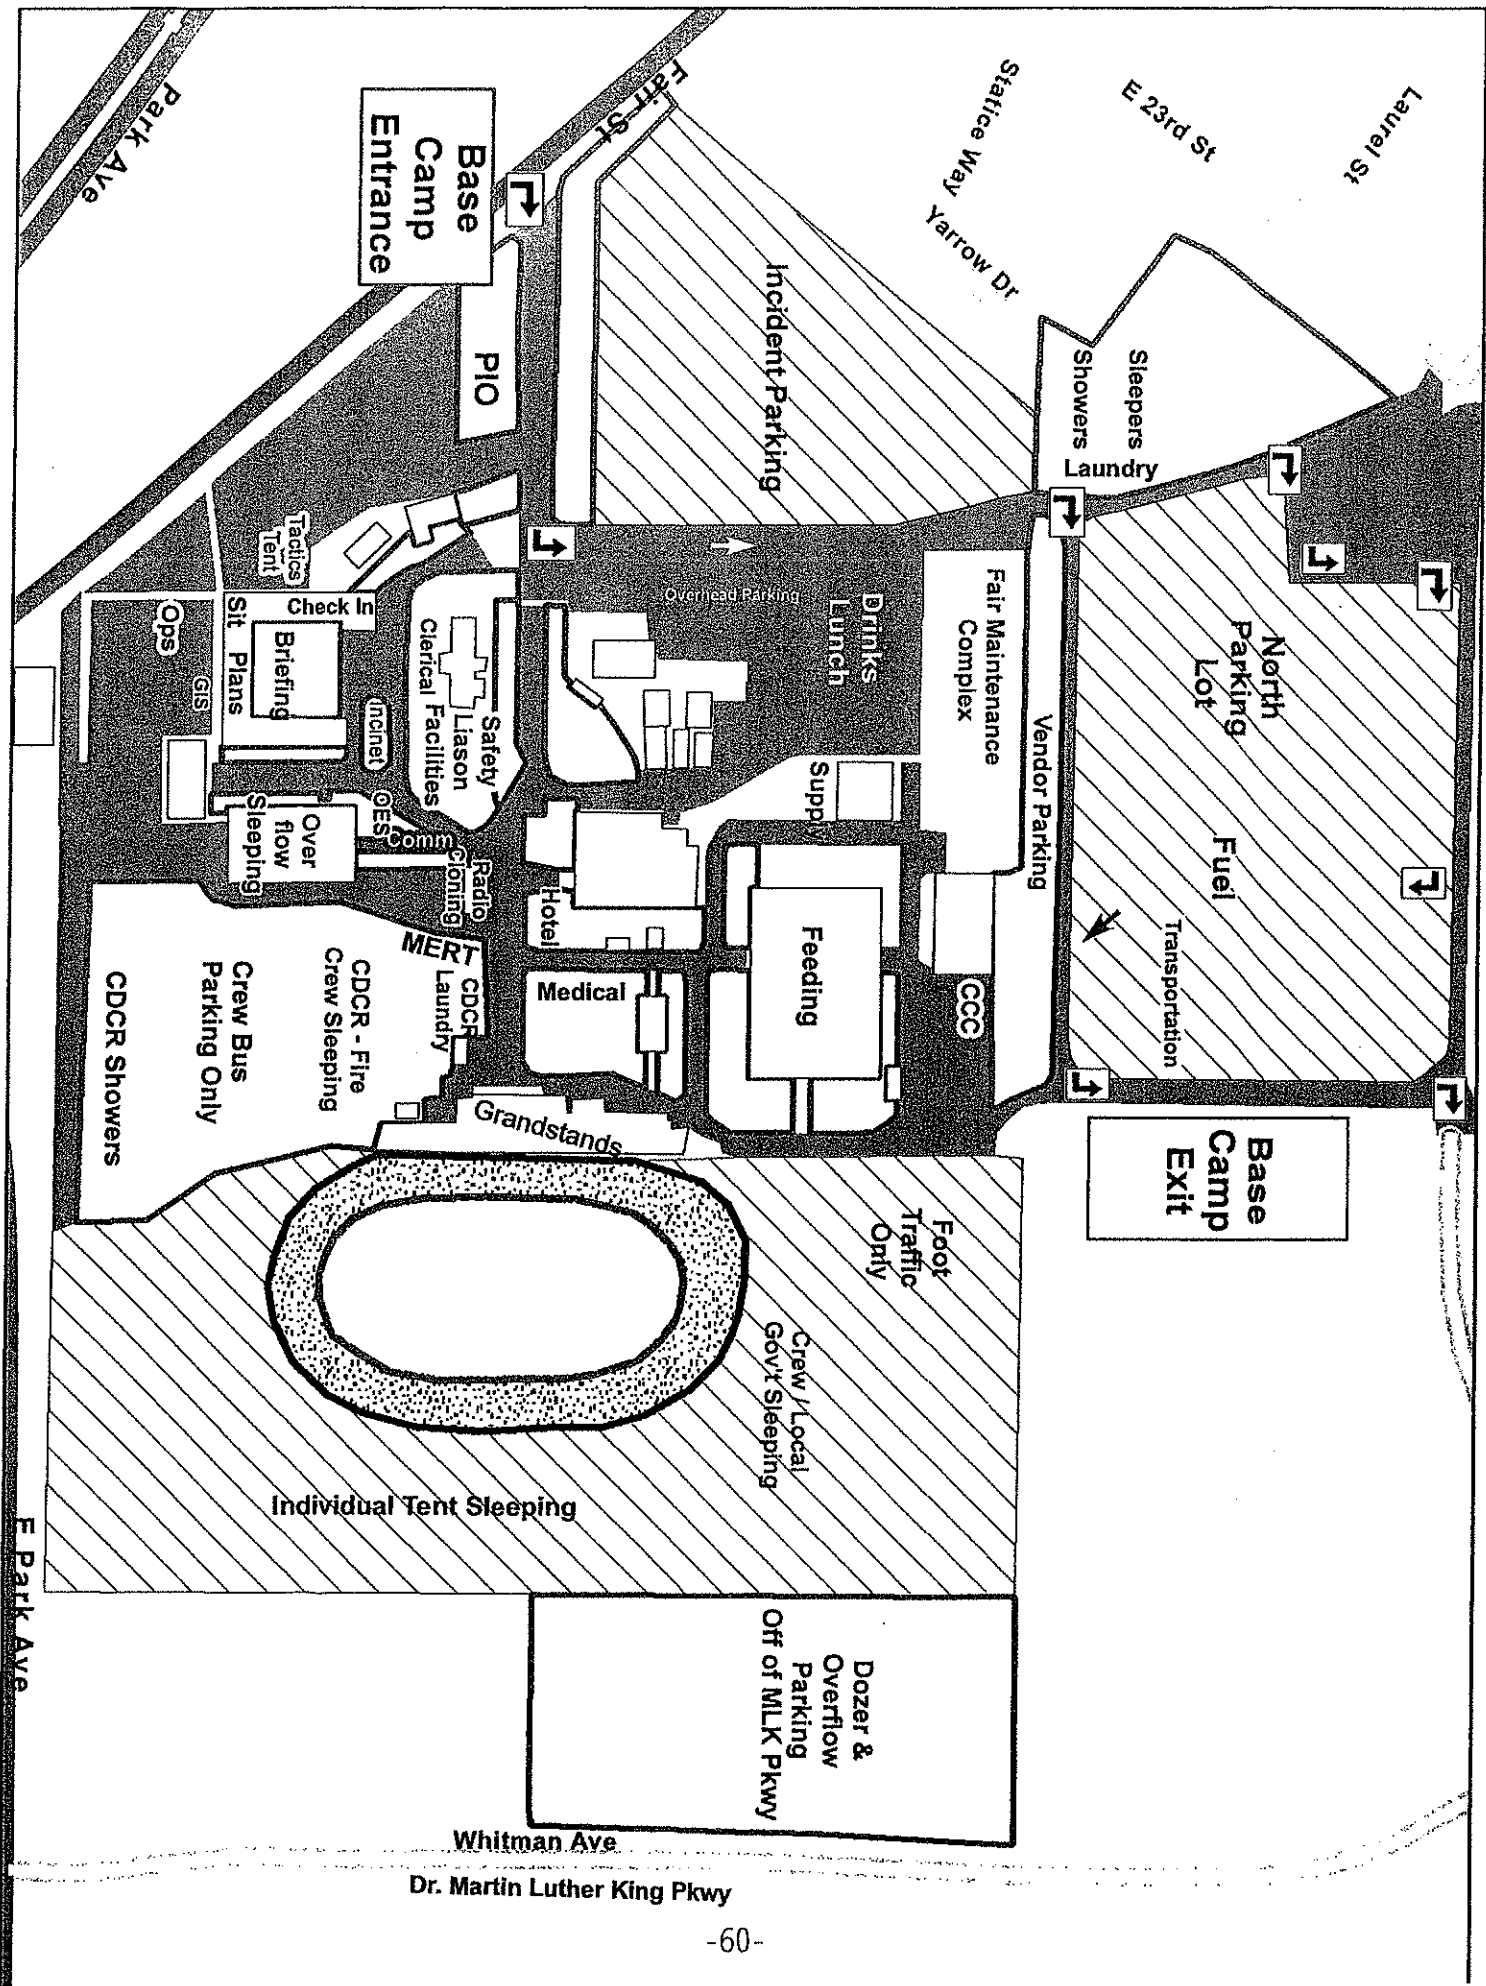 Laurel St
E 23rd St
Statice Way
Yarrow Dr
Fair St
Park Ave
Base
Camp
Entrance
PIO
Incident Parking
Sleepers
Showers
Laundry
North
Parking
Lot
Fuel
Transportation
Vendor Parking
Fair Maintenance
Complex
Drinks
Lunch
Overhead Parking
Supply
Tactics
Tent
Check In
Briefing
Sit Plans
Ops
GIS
Incinet
Safety
Liason
Clerical Facilities
OES
Comm
Radio
Cloning
Over
flow
Sleeping
Hotel
Feeding
CCC
Medical
MERT
CDCR
Laundry
CDCR - Fire
Crew Sleeping
Crew Bus
Parking Only
CDCR Showers
Grandstands
Base
Camp
Exit
Foot
Traffic
Only
Crew / Local
Gov't Sleeping
Individual Tent Sleeping
Dozer &
Overflow
Parking
Off of MLK Pkwy
E Park Ave
Whitman Ave
Dr. Martin Luther King Pkwy
-60-